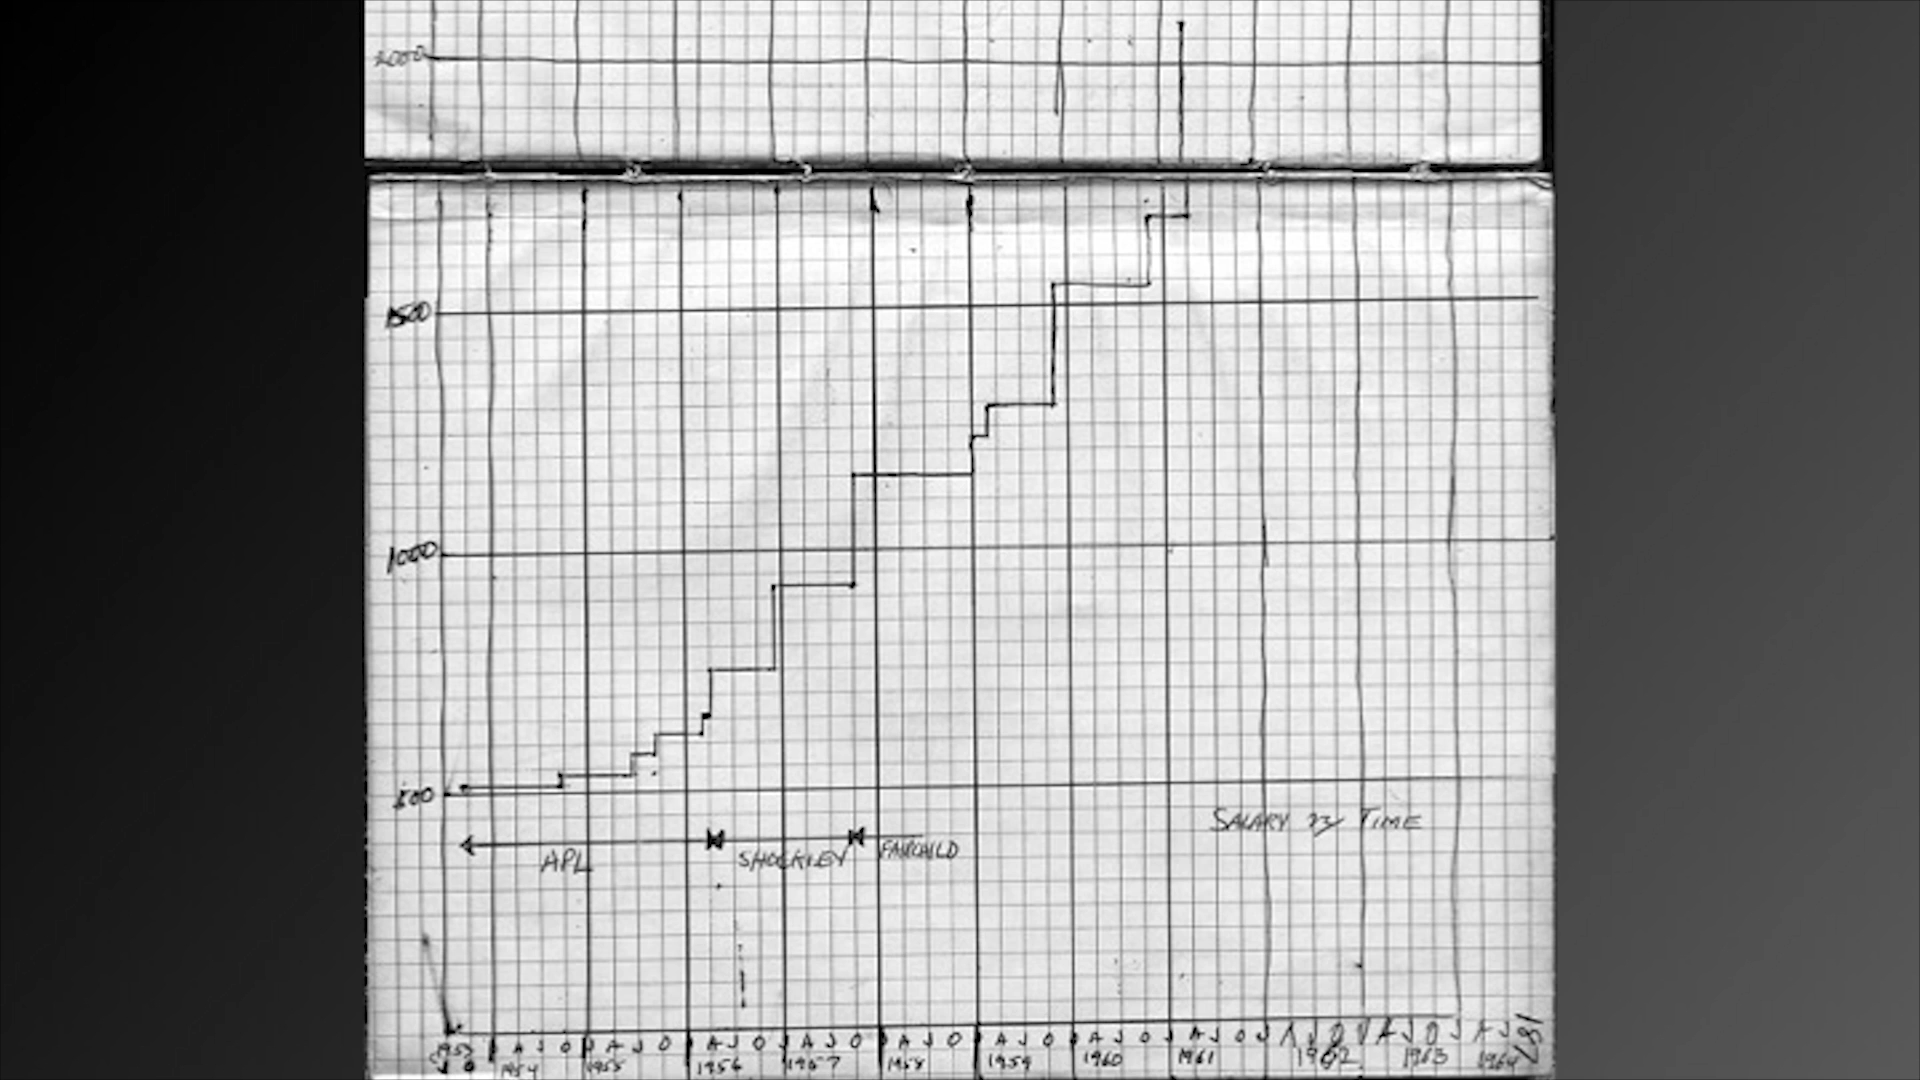 2000
1500
1000
500
SALARY vs TIME
APL SHOCKLEY FAIRCHILD
A J O A J O A J O A J O A J O A J O A J O A J O A J O J A J O J A J
1953 1954 1955 1956 1957 1958 1959 1960 1961 1962 1963 1964